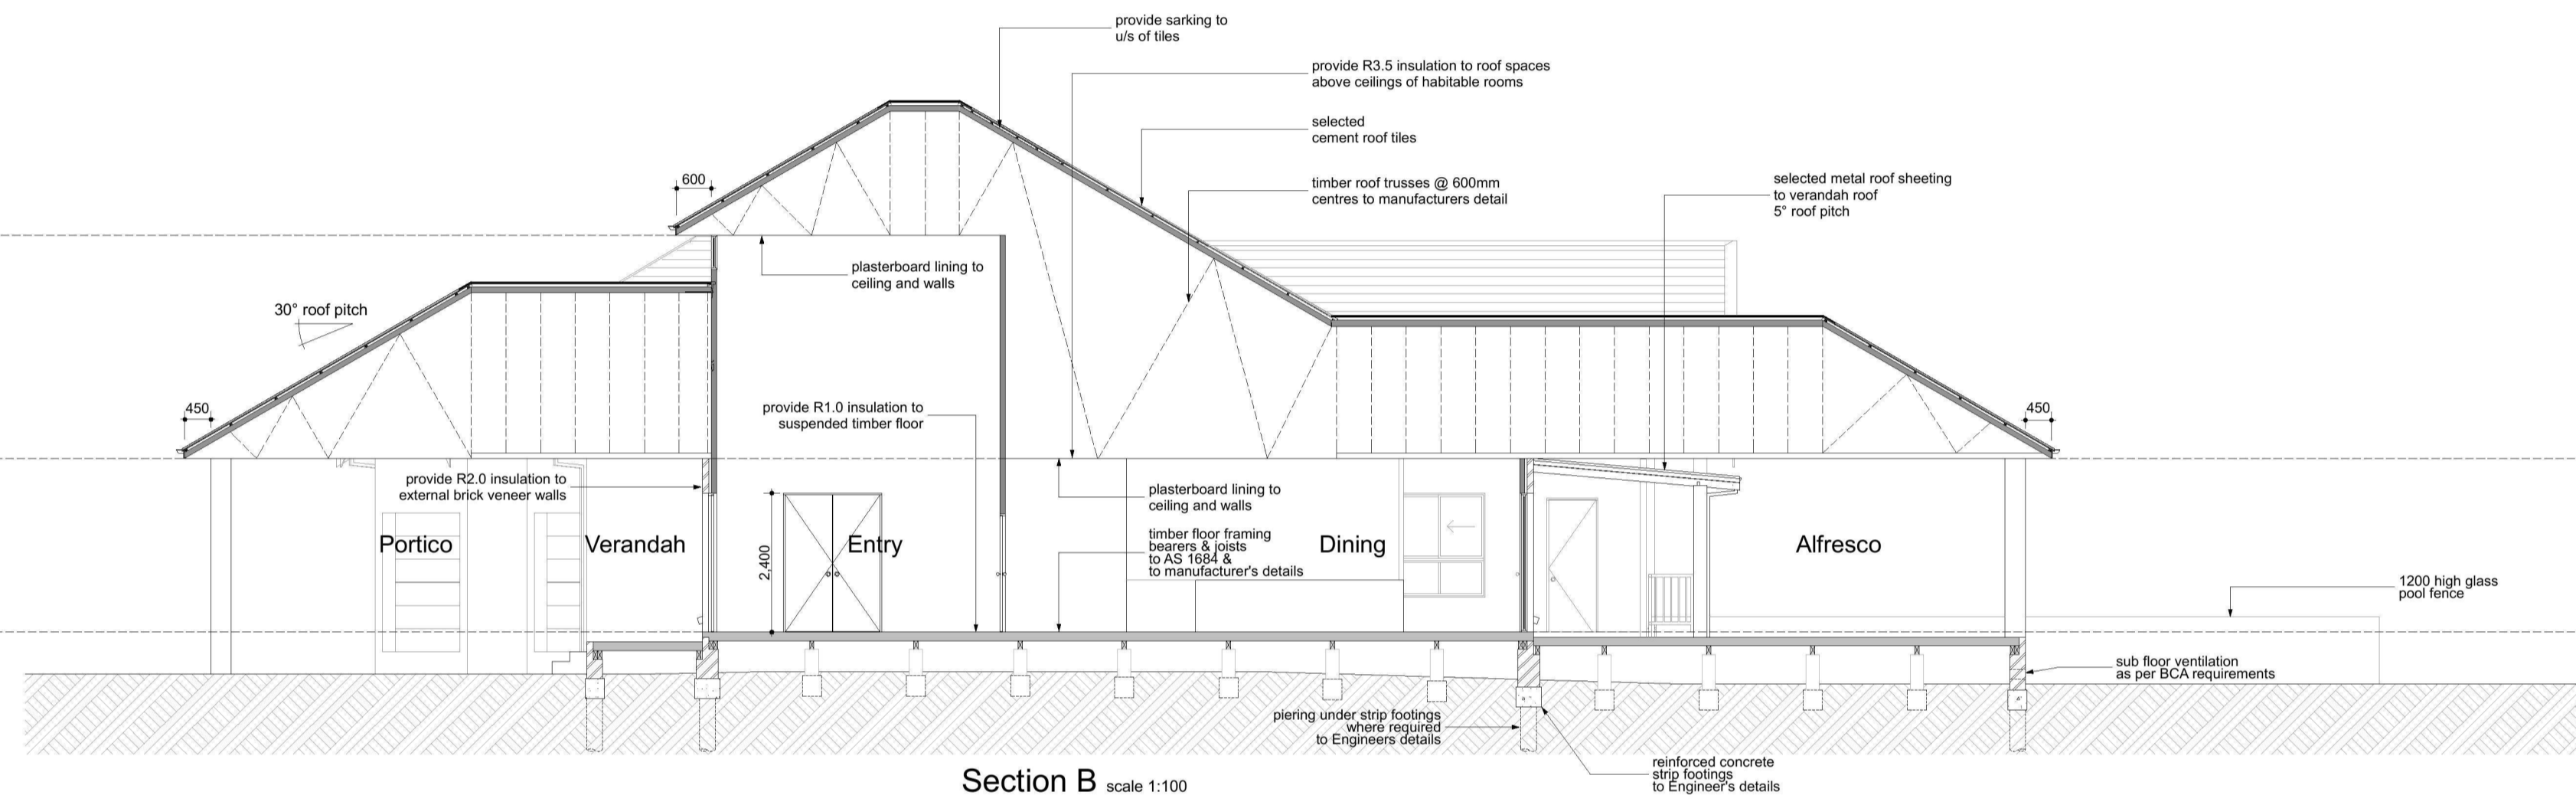 provide sarking to
u/s of tiles
provide R3.5 insulation to roof spaces
above ceilings of habitable rooms
selected
cement roof tiles
timber roof trusses @ 600mm
centres to manufacturers detail
selected metal roof sheeting
to verandah roof
5° roof pitch
600
plasterboard lining to
ceiling and walls
30° roof pitch
450
provide R1.0 insulation to
suspended timber floor
450
provide R2.0 insulation to
external brick veneer walls
plasterboard lining to
ceiling and walls
timber floor framing
bearers & joists
to AS 1684 &
to manufacturer's details
2,400
Portico
Verandah
Entry
Dining
Alfresco
1200 high glass
pool fence
sub floor ventilation
as per BCA requirements
piering under strip footings
where required
to Engineers details
reinforced concrete
strip footings
to Engineer's details
Section B scale 1:100